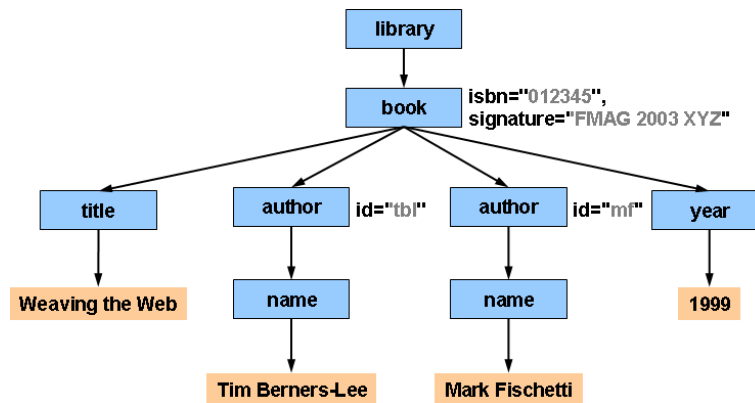 library
book
isbn="012345",
signature="FMAG 2003 XYZ"
title
author
id="tbl"
author
id="mf"
year
Weaving the Web
name
name
1999
Tim Berners-Lee
Mark Fischetti